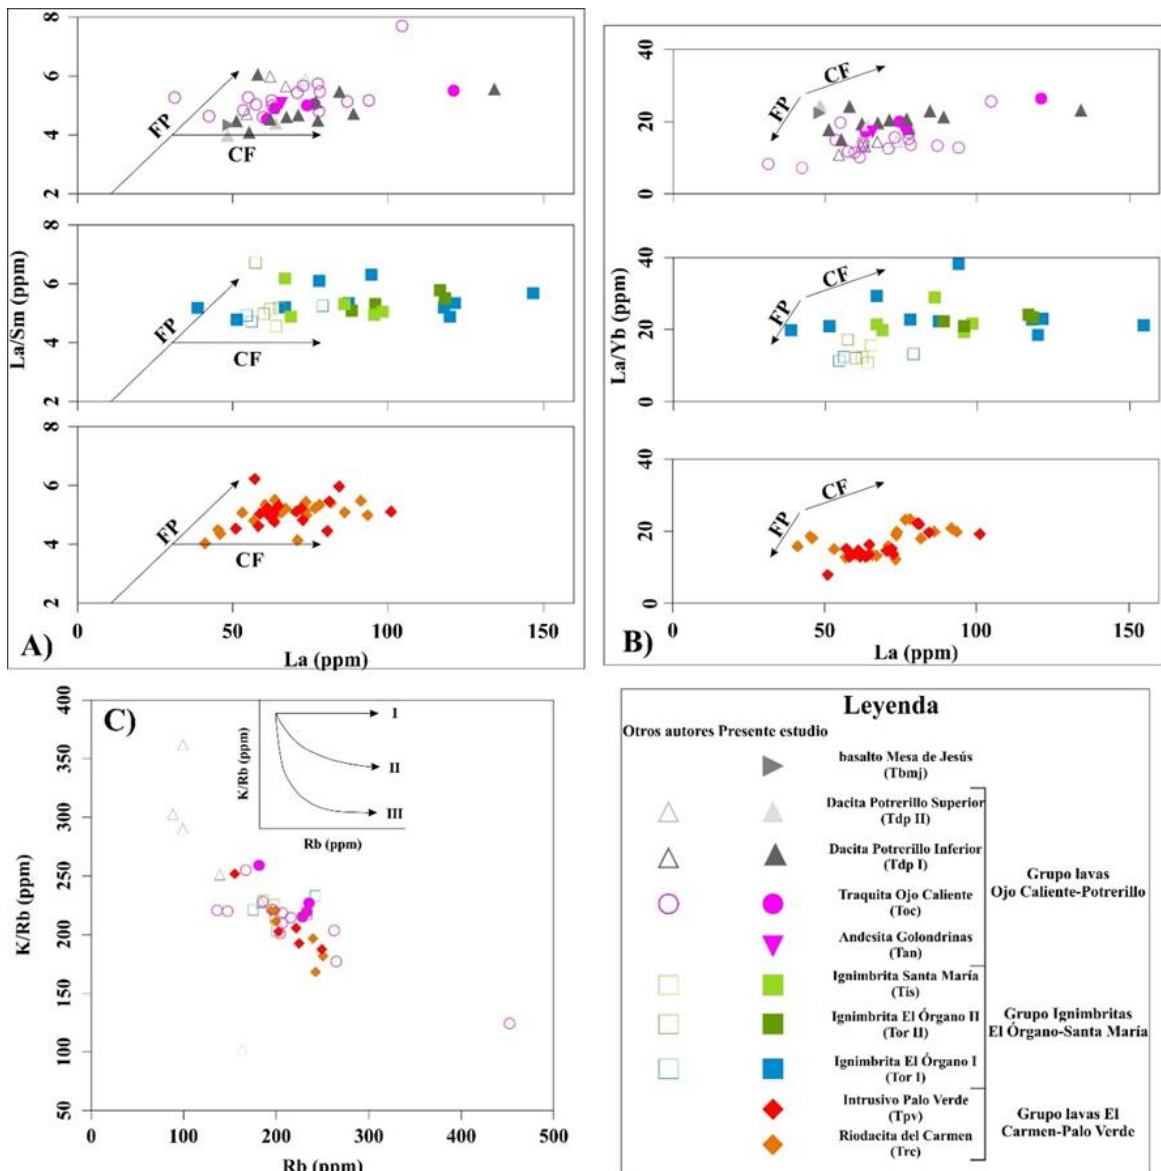 8
6
4
2
FP
CF
8
6
4
2
FP
CF
8
6
4
2
FP
CF
La/Sm (ppm)
50
100
150
La (ppm)
A)
40
20
0
CF
FP
40
20
0
CF
FP
40
20
0
CF
FP
La/Yb (ppm)
0
50
100
150
La (ppm)
B)
C)
400
350
300
250
200
150
100
50
K/Rb (ppm)
0
100
200
300
400
500
Rb (ppm)
K/Rb (ppm)
I
II
III
Rb (ppm)
Leyenda
Otros autores Presente estudio
basalto Mesa de Jesús
(Tbmj)
Dacita Potrerillo Superior
(Tdp II)
Dacita Potrerillo Inferior
(Tdp I)
Traquita Ojo Caliente
(Toc)
Andesita Golondrinas
(Tan)
Grupo lavas
Ojo Caliente-Potrerillo
Ignimbrita Santa María
(Tis)
Ignimbrita El Órgano II
(Tor II)
Ignimbrita El Órgano I
(Tor I)
Grupo Ignimbritas
El Órgano-Santa María
Intrusivo Palo Verde
(Tpv)
Riodacita del Carmen
(Trc)
Grupo lavas El
Carmen-Palo Verde